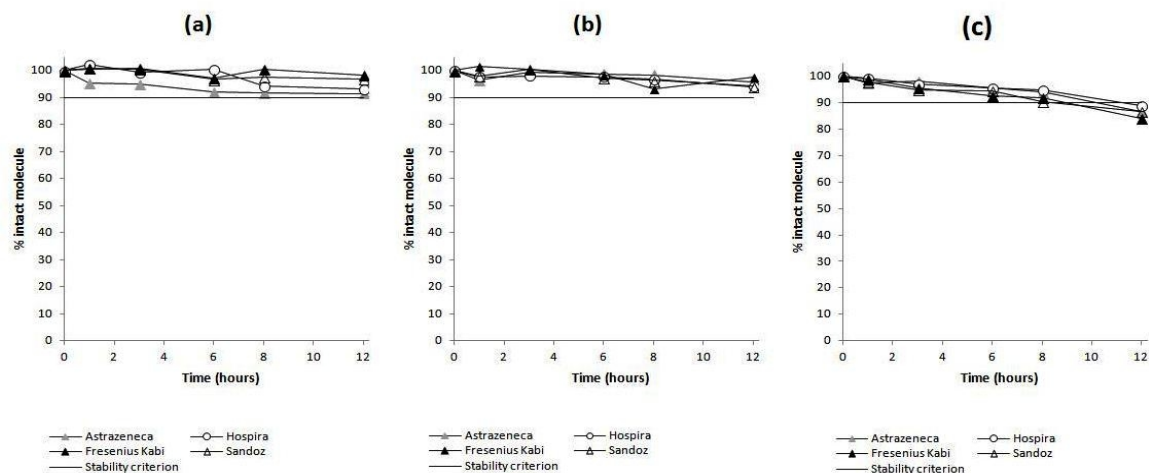 (a)
% intact molecule
100
90
80
70
60
50
40
30
20
10
0
0 2 4 6 8 10 12
Time (hours)
Astrazeneca Hospira
Fresenius Kabi Sandoz
Stability criterion
(b)
% intact molecule
100
90
80
70
60
50
40
30
20
10
0
0 2 4 6 8 10 12
Time (hours)
Astrazeneca Hospira
Fresenius Kabi Sandoz
Stability criterion
(c)
% intact molecule
100
90
80
70
60
50
40
30
20
10
0
0 2 4 6 8 10 12
Time (hours)
Astrazeneca Hospira
Fresenius Kabi Sandoz
Stability criterion